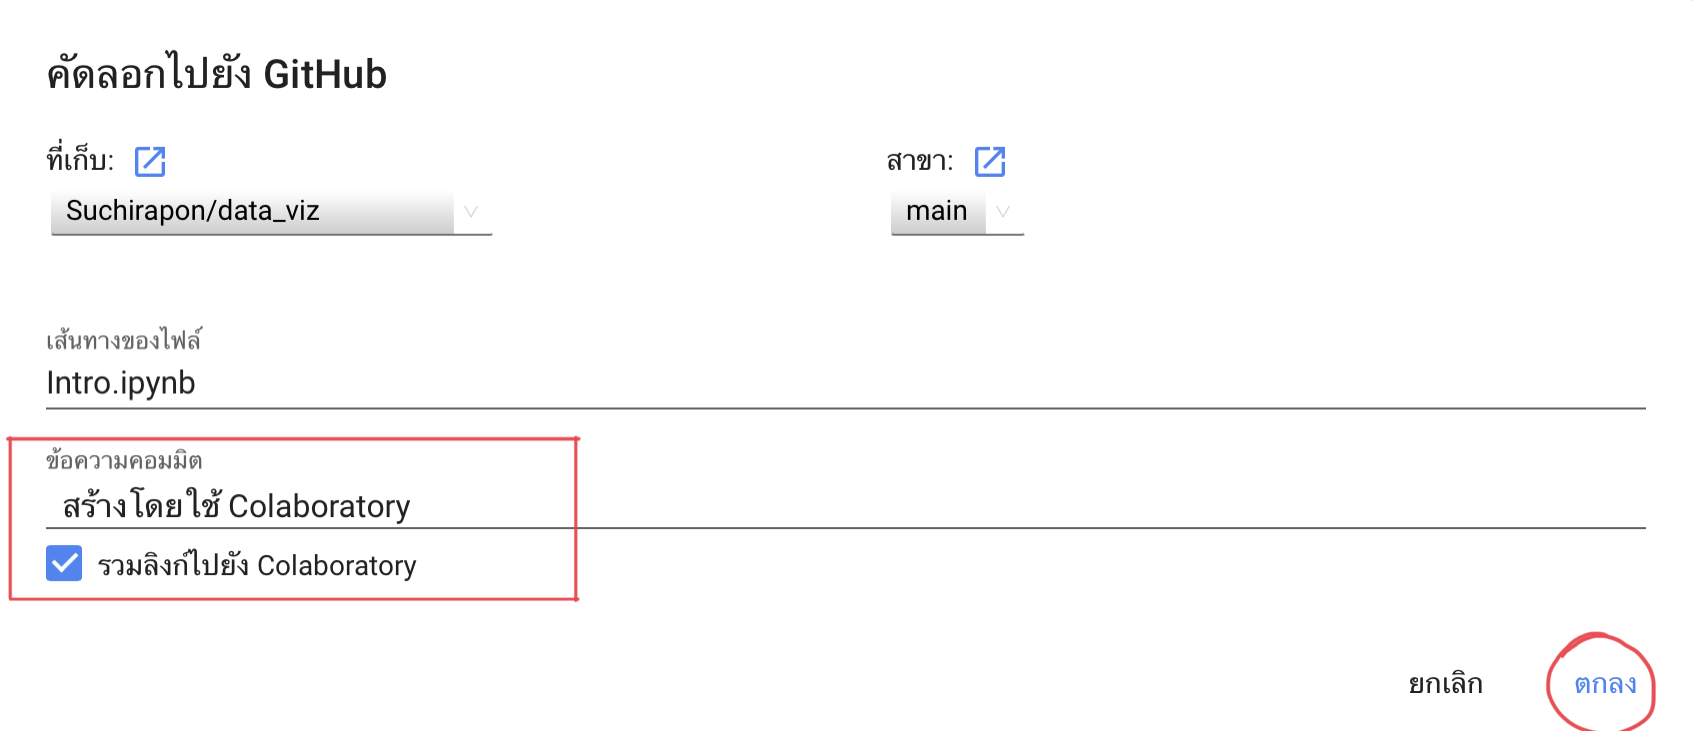 คัดลอกไปยัง GitHub
ที่เก็บ:
สาขา:
Suchirapon/data_viz
main
เส้นทางของไฟล์
Intro.ipynb
ข้อความคอมมิต
สร้างโดยใช้ Colaboratory
รวมลิงก์ไปยัง Colaboratory
ยกเลิก
ตกลง